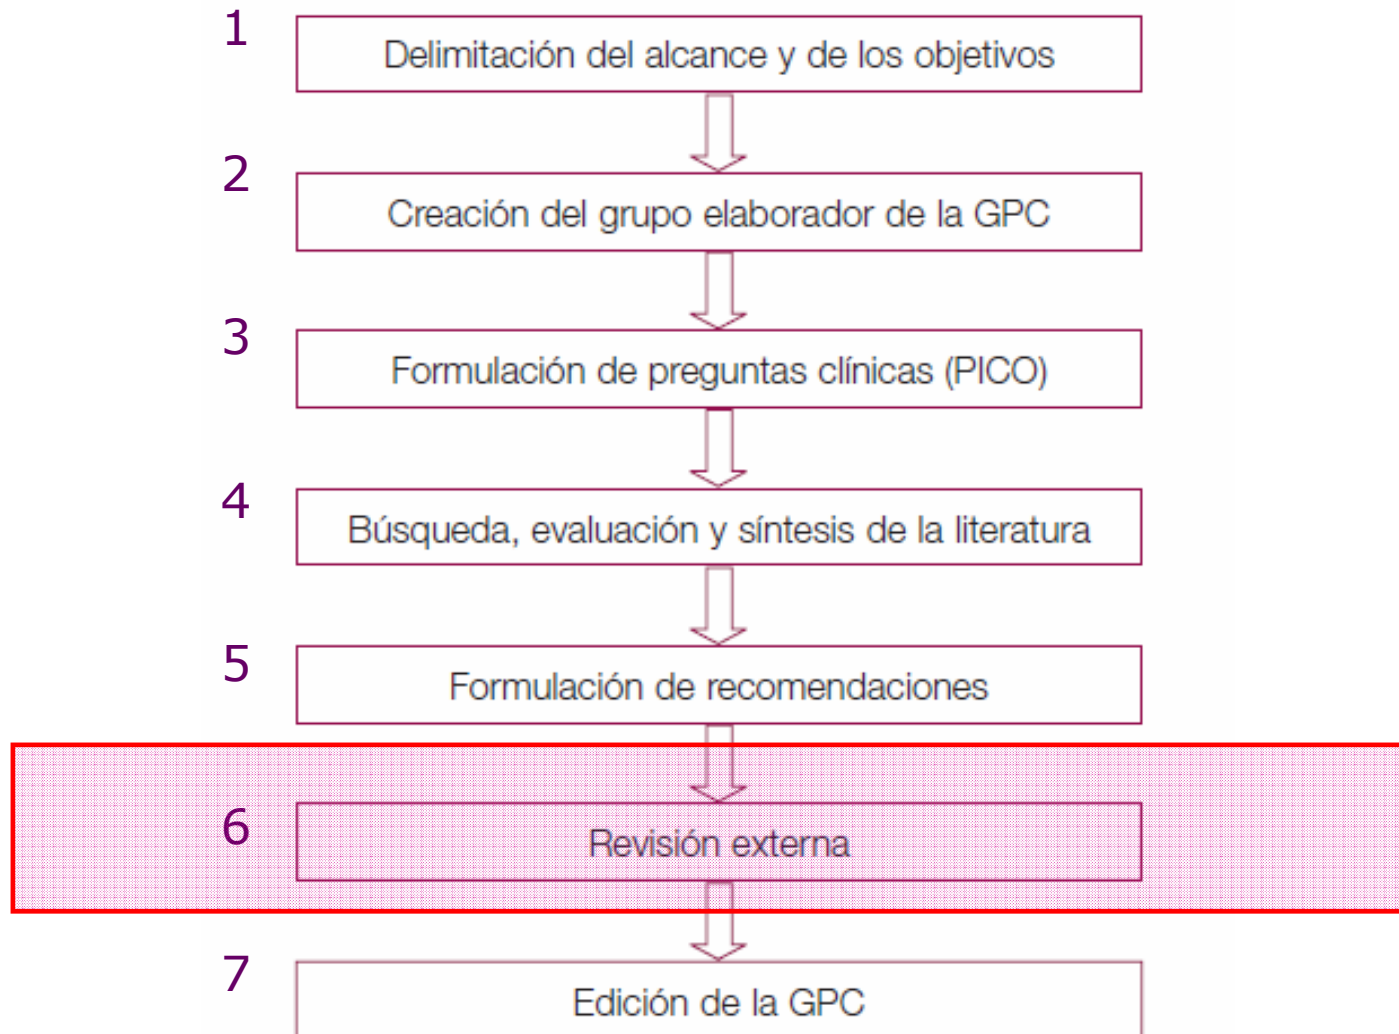 1
Delimitación del alcance y de los objetivos
2
Creación del grupo elaborador de la GPC
3
Formulación de preguntas clínicas (PICO)
4
Búsqueda, evaluación y síntesis de la literatura
5
Formulación de recomendaciones
6
Revisión externa
7
Edición de la GPC